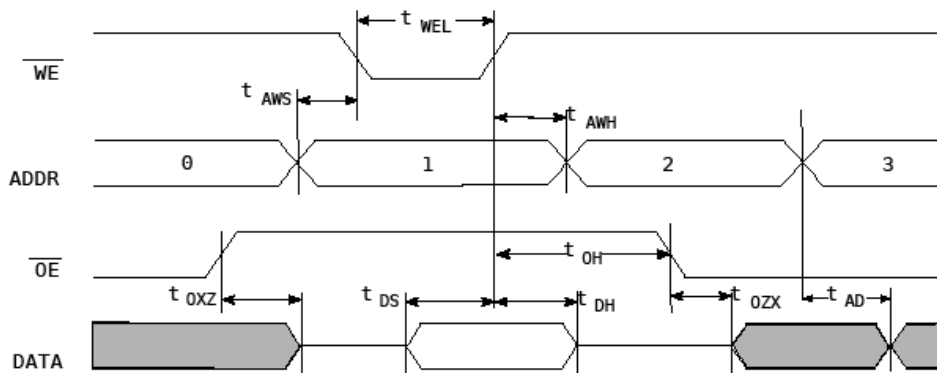 t WEL
WE
t AWS
t AWH
ADDR 0 1 2 3
OE
t OH
t OXZ t DS t DH t OZX t AD
DATA